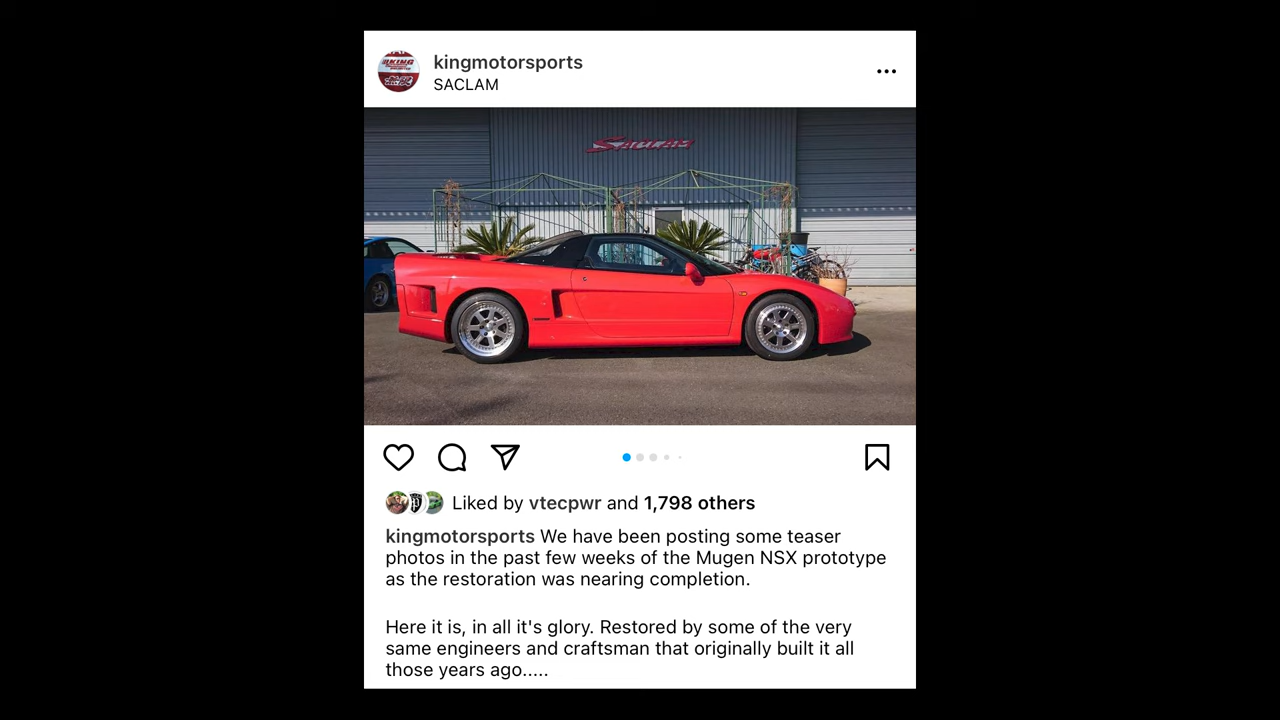 kingmotorsports
SACLAM
KING
Saclam
Liked by vtecpwr and 1,798 others
kingmotorsports We have been posting some teaser
photos in the past few weeks of the Mugen NSX prototype
as the restoration was nearing completion.
Here it is, in all it's glory. Restored by some of the very
same engineers and craftsman that originally built it all
those years ago.....